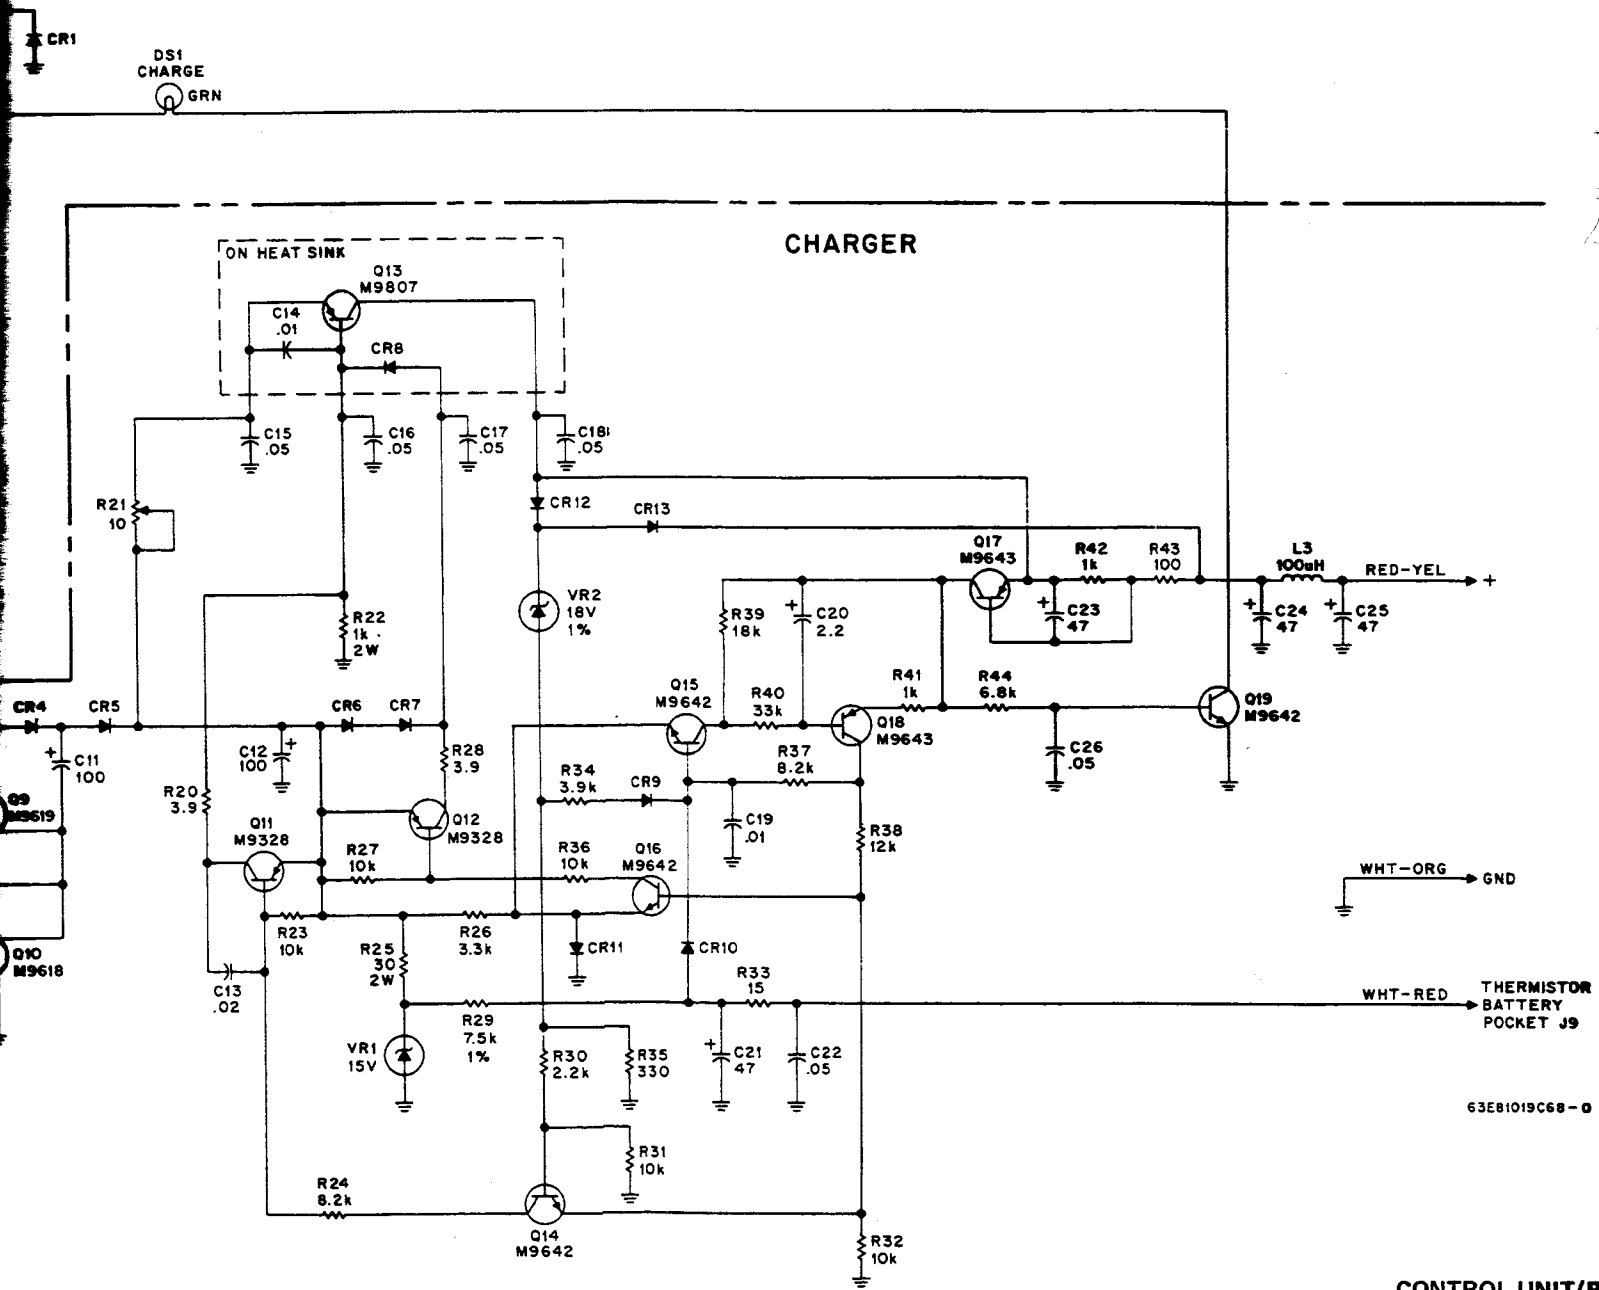 CR1
DS1
CHARGE
GRN
CHARGER
ON HEAT SINK
Q13
M9807
C14
.01
CR8
C15
.05
C16
.05
C17
.05
C18
.05
R21
10
CR12
CR13
Q17
M9643
R42
1k
R43
100
L3
100uH
RED-YEL
+
R22
1k
2W
VR2
18V
1%
R39
18k
+
C20
2.2
+
C23
47
+
C24
47
+
C25
47
CR4
CR5
CR6
CR7
Q15
M9642
R40
33k
R41
1k
R44
6.8k
Q18
M9643
Q19
M9642
+
C11
100
C12
100
+
R28
3.9
R34
3.9k
CR9
R37
8.2k
C26
.05
R20
3.9
Q9
M9619
Q11
M9328
Q12
M9328
C19
.01
R38
12k
R27
10k
R36
10k
Q16
M9642
WHT-ORG
GND
R23
10k
R25
30
2W
R26
3.3k
CR11
CR10
Q10
M9618
C13
.02
R33
15
WHT-RED
THERMISTOR
BATTERY
POCKET J9
R29
7.5k
1%
VR1
15V
R30
2.2k
R35
330
+
C21
47
C22
.05
63E81019C68-0
R31
10k
R24
8.2k
Q14
M9642
R32
10k
CONTROL UNIT/